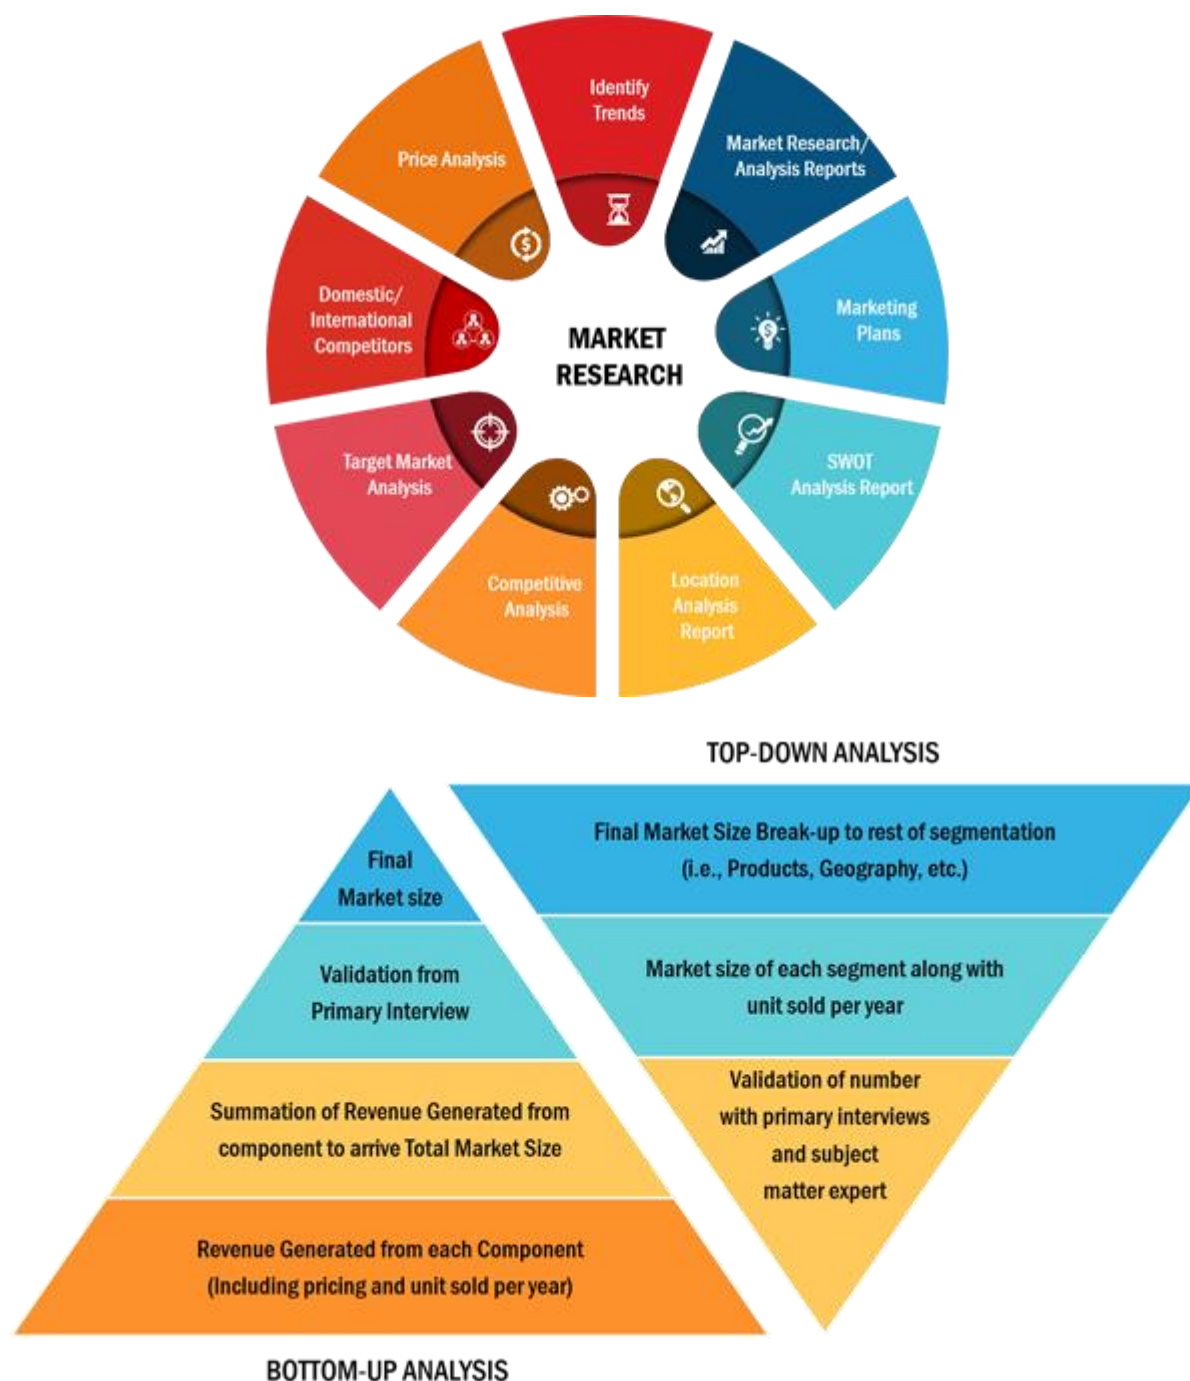 Identify
Trends
Market Research/
Analysis Reports
Marketing
Plans
SWOT
Analysis Report
Location
Analysis
Report
Competitive
Analysis
Target Market
Analysis
Domestic/
International
Competitors
Price Analysis
MARKET
RESEARCH
TOP-DOWN ANALYSIS
Final Market Size Break-up to rest of segmentation
(i.e., Products, Geography, etc.)
Market size of each segment along with
unit sold per year
Validation of number
with primary interviews
and subject
matter expert
Final
Market size
Validation from
Primary Interview
Summation of Revenue Generated from
component to arrive Total Market Size
Revenue Generated from each Component
(Including pricing and unit sold per year)
BOTTOM-UP ANALYSIS